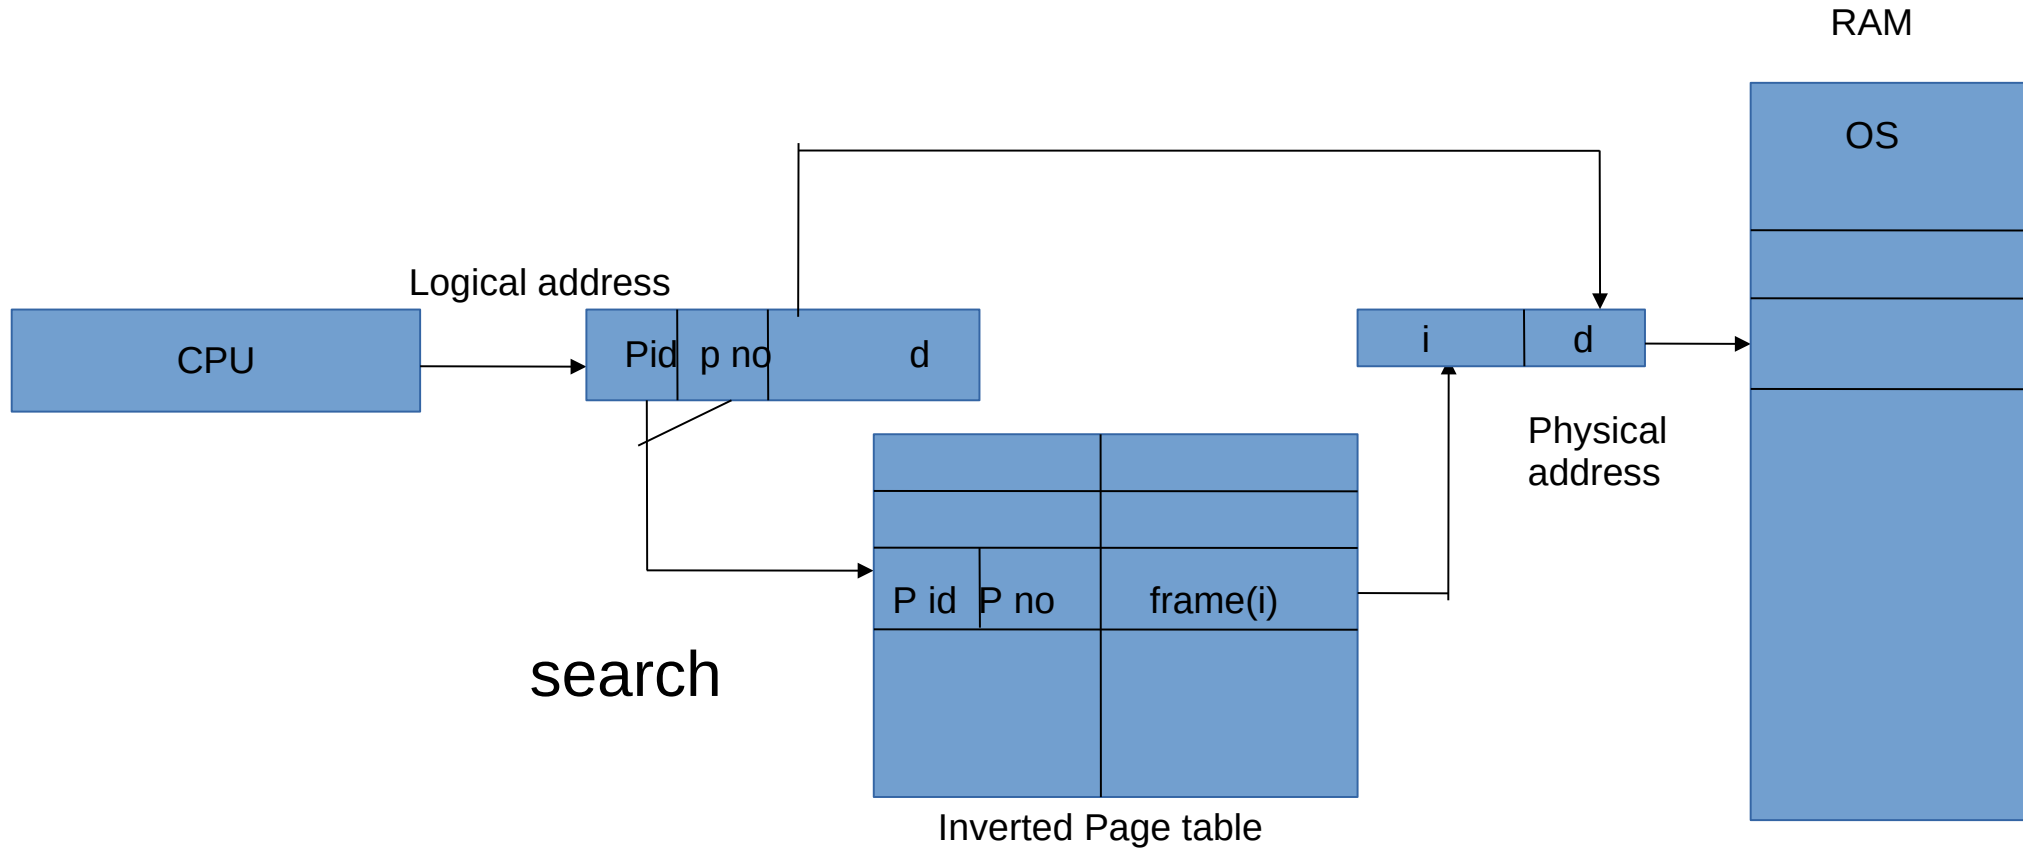 RAM
OS
Logical address
CPU
Pid p no d
i d
Physical
address
P id P no frame(i)
search
Inverted Page table